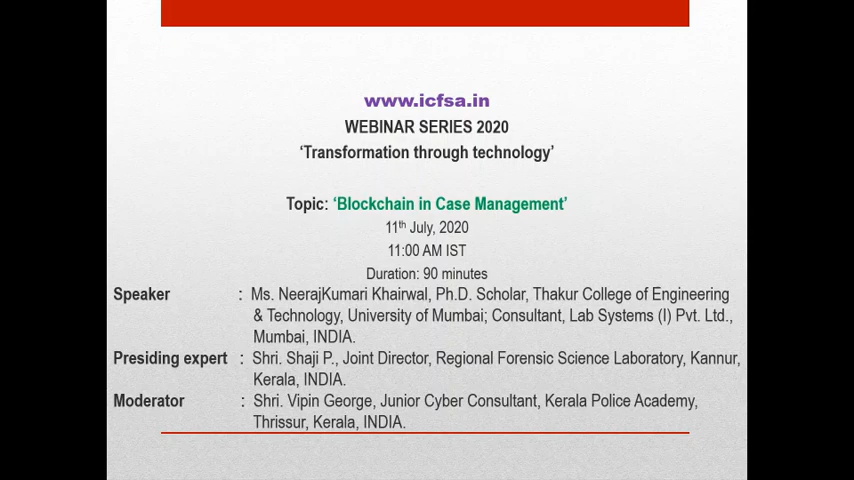 www.icfsa.in
WEBINAR SERIES 2020
‘Transformation through technology’
Topic: ‘Blockchain in Case Management’
11th July, 2020
11:00 AM IST
Duration: 90 minutes
Speaker : Ms. NeerajKumari Khairwal, Ph.D. Scholar, Thakur College of Engineering
& Technology, University of Mumbai; Consultant, Lab Systems (I) Pvt. Ltd.,
Mumbai, INDIA.
Presiding expert : Shri. Shaji P., Joint Director, Regional Forensic Science Laboratory, Kannur,
Kerala, INDIA.
Moderator : Shri. Vipin George, Junior Cyber Consultant, Kerala Police Academy,
Thrissur, Kerala, INDIA.